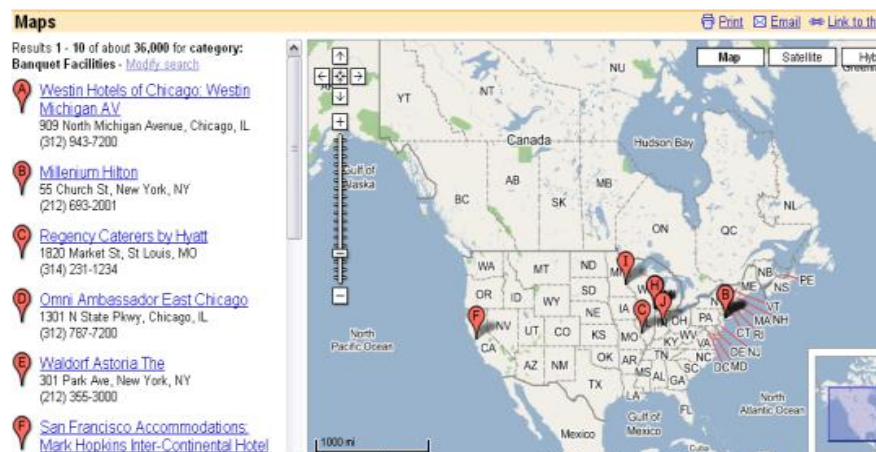 Maps
Print Email Link to th
Results 1 - 10 of about 36,000 for category:
Banquet Facilities - Modify search
A
Westin Hotels of Chicago: Westin
Michigan AV
909 North Michigan Avenue, Chicago, IL
(312) 943-7200
B
Millenium Hilton
55 Church St, New York, NY
(212) 693-2001
C
Regency Caterers by Hyatt
1820 Market St, St Louis, MO
(314) 231-1234
D
Omni Ambassador East Chicago
1301 N State Pkwy, Chicago, IL
(312) 787-7200
E
Waldorf Astoria The
301 Park Ave, New York, NY
(212) 355-3000
F
San Francisco Accommodations:
Mark Hopkins Inter-Continental Hotel
Map Satellite Hyb
NU
YT NT
Canada Hudson Bay
Gulf of
Alaska
BC AB SK MB
ON QC NL
WA MT ND I NB PE
OR ID WY SD H ME NS
F NV UT CO NE IA C J OH PA B VT
MA NH
CT RI
CA KS MO KY WV VA DE NJ
AZ NM OK AR TN NC DC MD
TX MS AL GA SC
LA FL
North
Pacific Ocean
North
Atlantic Ocean
Gulf of
Mexico
Mexico Cuba
1000 mi